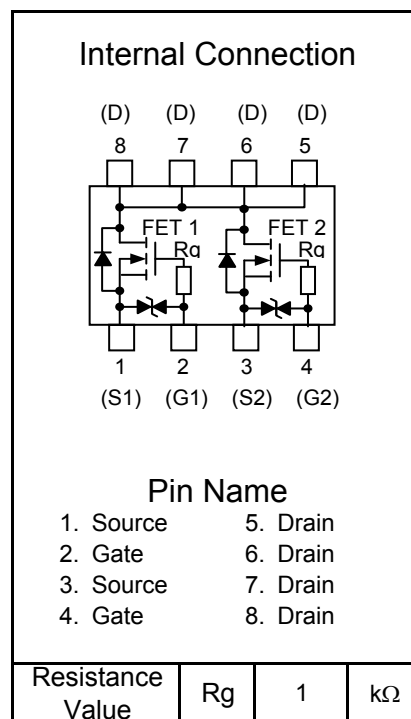 Internal Connection
(D) (D) (D) (D)
8 7 6 5
FET 1 FET 2
Rg Rg
1 2 3 4
(S1) (G1) (S2) (G2)
Pin Name
1. Source 5. Drain
2. Gate 6. Drain
3. Source 7. Drain
4. Gate 8. Drain
Resistance Value Rg 1 kΩ